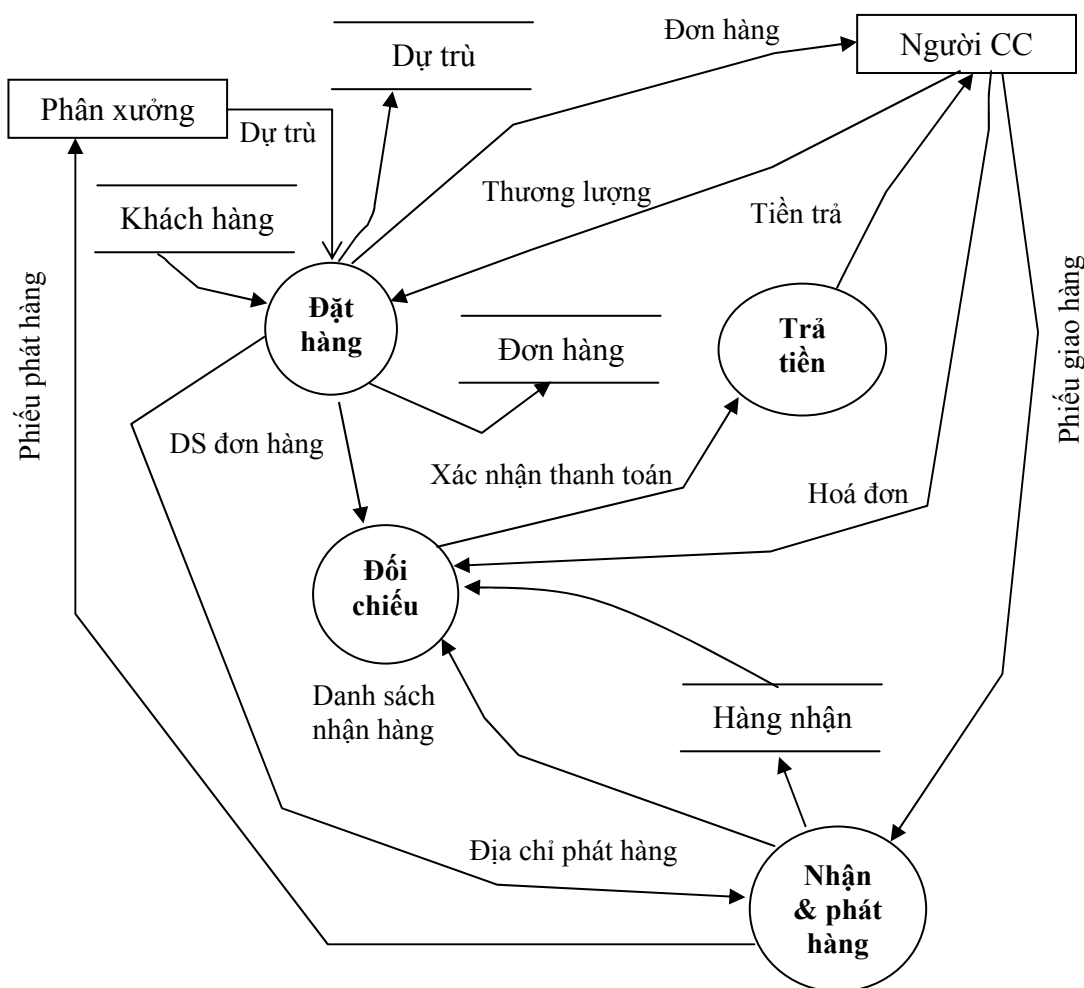 Đơn hàng
Người CC
Dự trù
Phân xưởng
Dự trù
Thương lượng
Tiền trả
Khách hàng
Phiếu phát hàng
Phiếu giao hàng
Đặt
hàng
Đơn hàng
Trả
tiền
DS đơn hàng
Xác nhận thanh toán
Hoá đơn
Đối
chiếu
Danh sách
nhận hàng
Hàng nhận
Địa chỉ phát hàng
Nhận
& phát
hàng